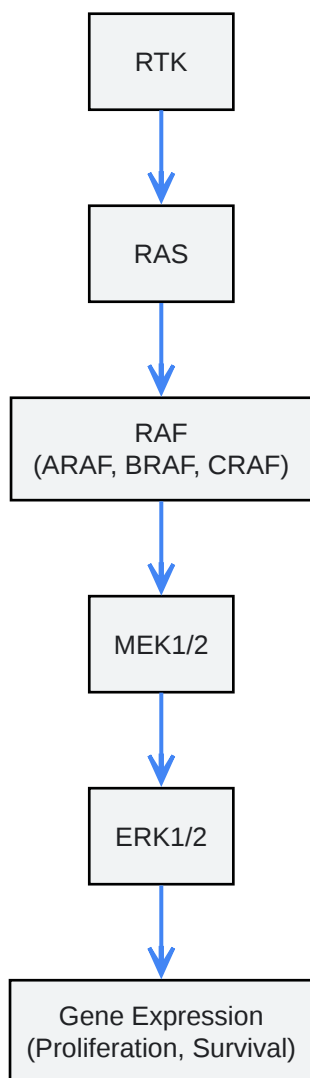 RTK
RAS
RAF
(ARAF, BRAF, CRAF)
MEK1/2
ERK1/2
Gene Expression
(Proliferation, Survival)